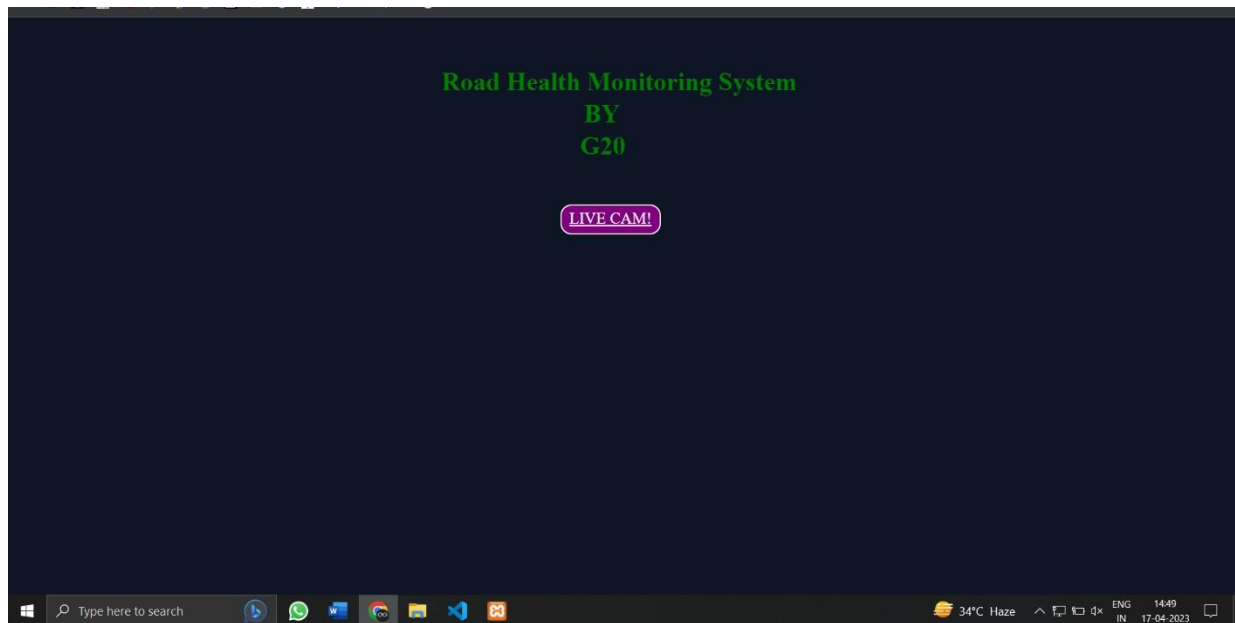 Road Health Monitoring System
BY
G20
LIVE CAM!
Type here to search
34°C Haze
ENG
IN
14:49
17-04-2023